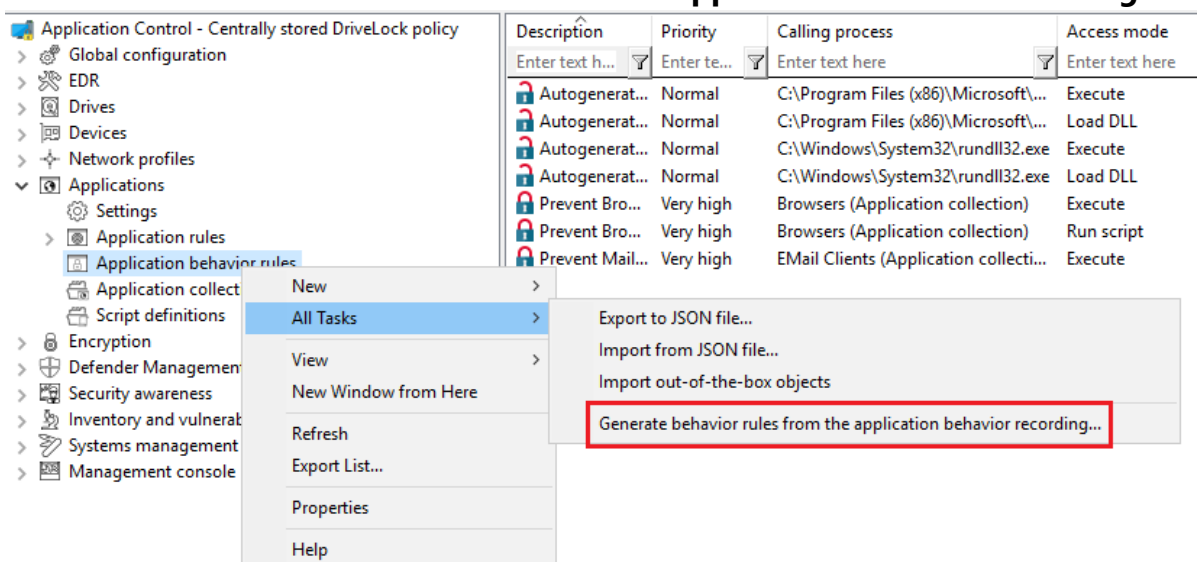 Application Control - Centrally stored DriveLock policy
Global configuration
EDR
Drives
Devices
Network profiles
Applications
Settings
Application rules
Application behavior rules
Application collect
Script definitions
Encryption
Defender Management
Security awareness
Inventory and vulnerab
Systems management
Management console
Description Priority Calling process Access mode
Enter text h... Enter te... Enter text here Enter text here
Autogenerat... Normal C:\Program Files (x86)\Microsoft\... Execute
Autogenerat... Normal C:\Program Files (x86)\Microsoft\... Load DLL
Autogenerat... Normal C:\Windows\System32\rundll32.exe Execute
Autogenerat... Normal C:\Windows\System32\rundll32.exe Load DLL
Prevent Bro... Very high Browsers (Application collection) Execute
Prevent Bro... Very high Browsers (Application collection) Run script
Prevent Mail... Very high EMail Clients (Application collecti... Execute
New
All Tasks
View
New Window from Here
Refresh
Export List...
Properties
Help
Export to JSON file...
Import from JSON file...
Import out-of-the-box objects
Generate behavior rules from the application behavior recording...